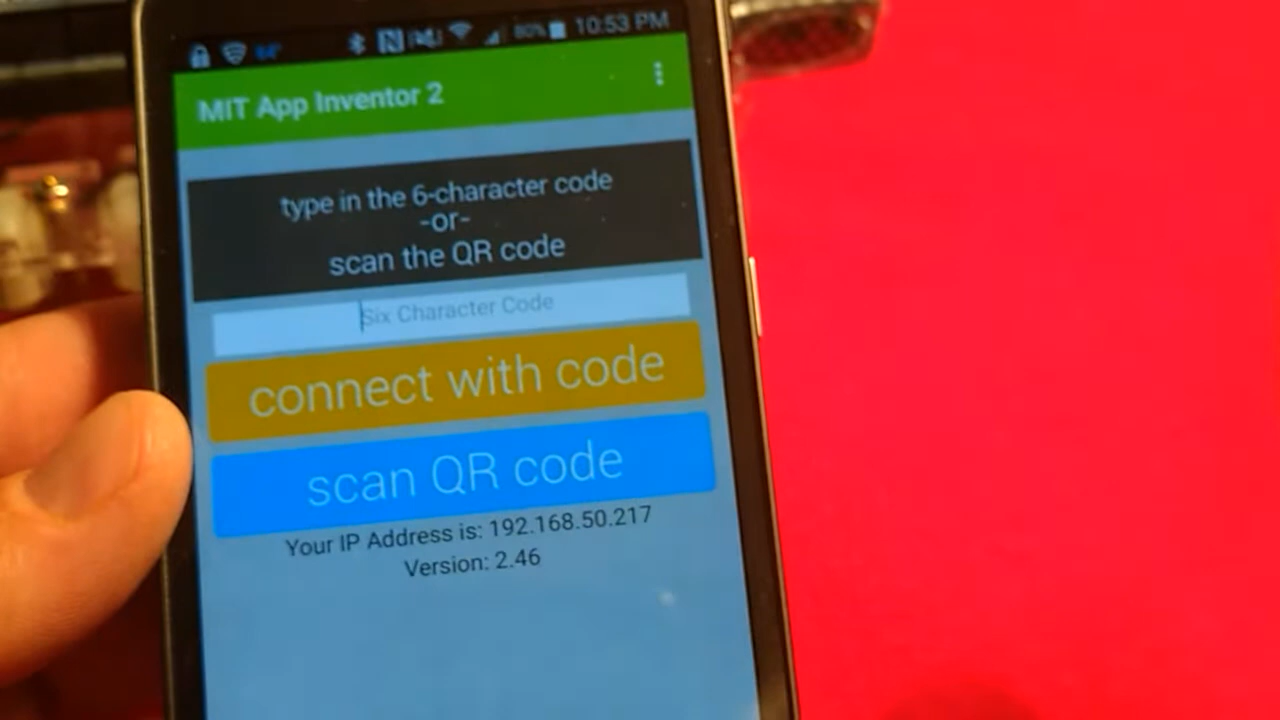 80% 10:53 PM
MIT App Inventor 2
type in the 6-character code
-or-
scan the QR code
Six Character Code
connect with code
scan QR code
Your IP Address is: 192.168.50.217
Version: 2.46